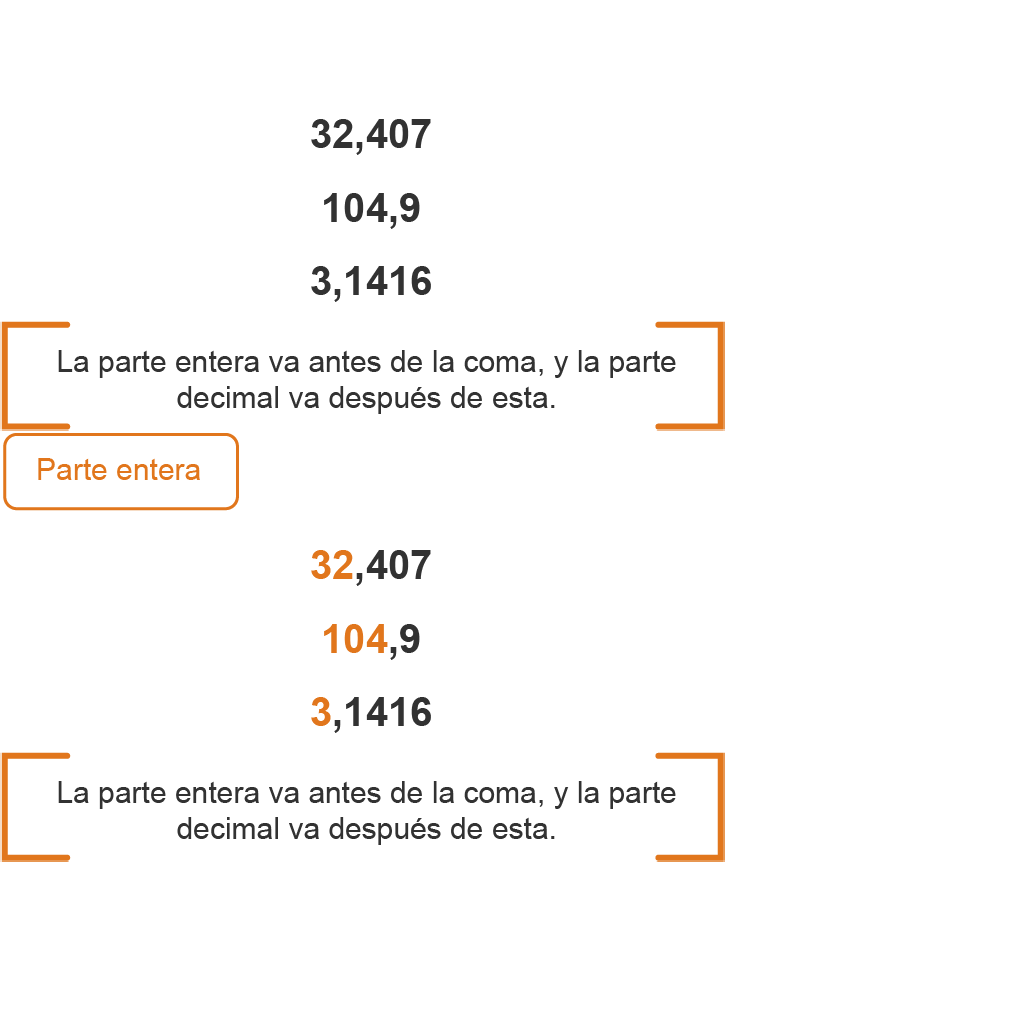 32,407
104,9
3,1416
La parte entera va antes de la coma, y la parte
decimal va después de esta.
Parte entera
32,407
104,9
3,1416
La parte entera va antes de la coma, y la parte
decimal va después de esta.